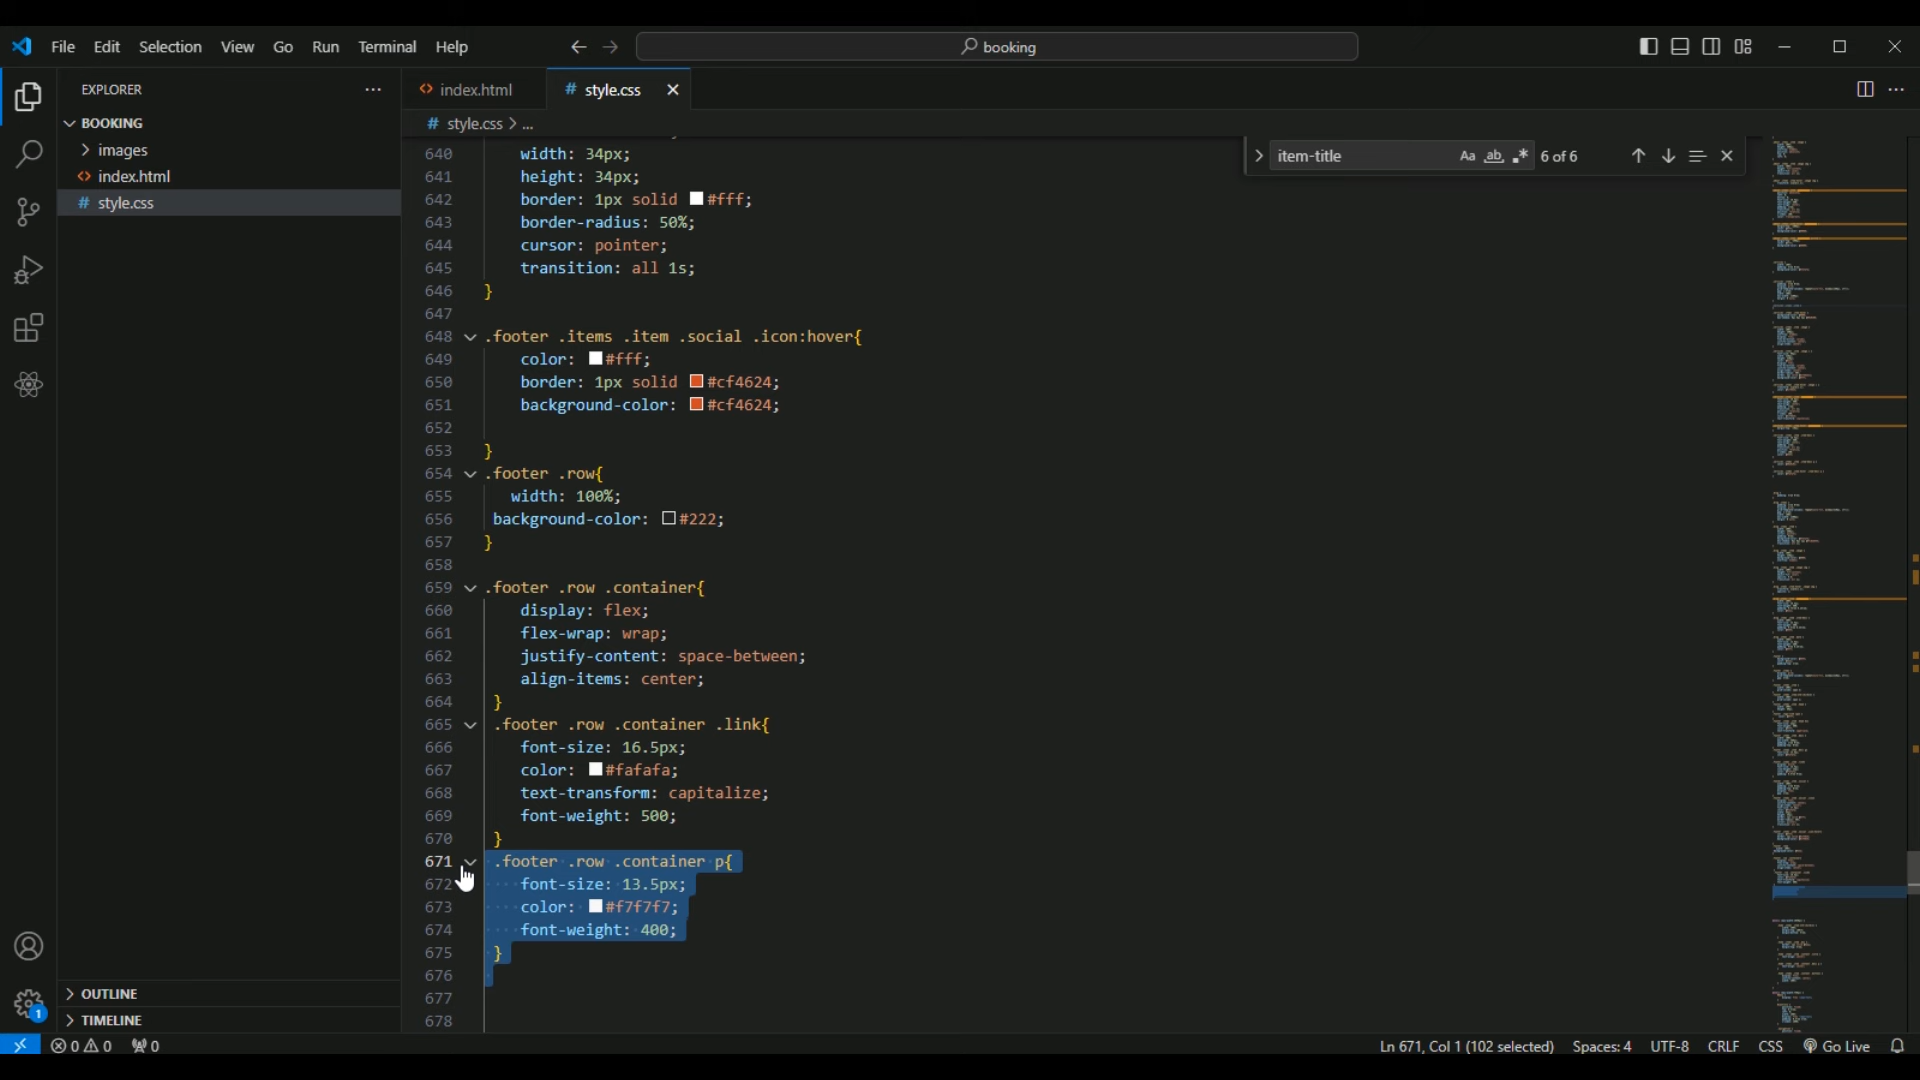 File Edit Selection View Go Run Terminal Help
booking
EXPLORER
BOOKING
images
index.html
style.css
OUTLINE
TIMELINE
index.html
# style.css
# style.css > ...
item-title
Aa ab .* 6 of 6
640 width: 34px;
641 height: 34px;
642 border: 1px solid #fff;
643 border-radius: 50%;
644 cursor: pointer;
645 transition: all 1s;
646 }
647
648 .footer .items .item .social .icon:hover{
649 color: #fff;
650 border: 1px solid #cf4624;
651 background-color: #cf4624;
652
653 }
654 .footer .row{
655 width: 100%;
656 background-color: #222;
657 }
658
659 .footer .row .container{
660 display: flex;
661 flex-wrap: wrap;
662 justify-content: space-between;
663 align-items: center;
664 }
665 .footer .row .container .link{
666 font-size: 16.5px;
667 color: #fafafa;
668 text-transform: capitalize;
669 font-weight: 500;
670 }
671 .footer .row .container p{
672 font-size: 13.5px;
673 color: #f7f7f7;
674 font-weight: 400;
675 }
676
677
678
1
0 0 0
Ln 671, Col 1 (102 selected) Spaces: 4 UTF-8 CRLF CSS Go Live